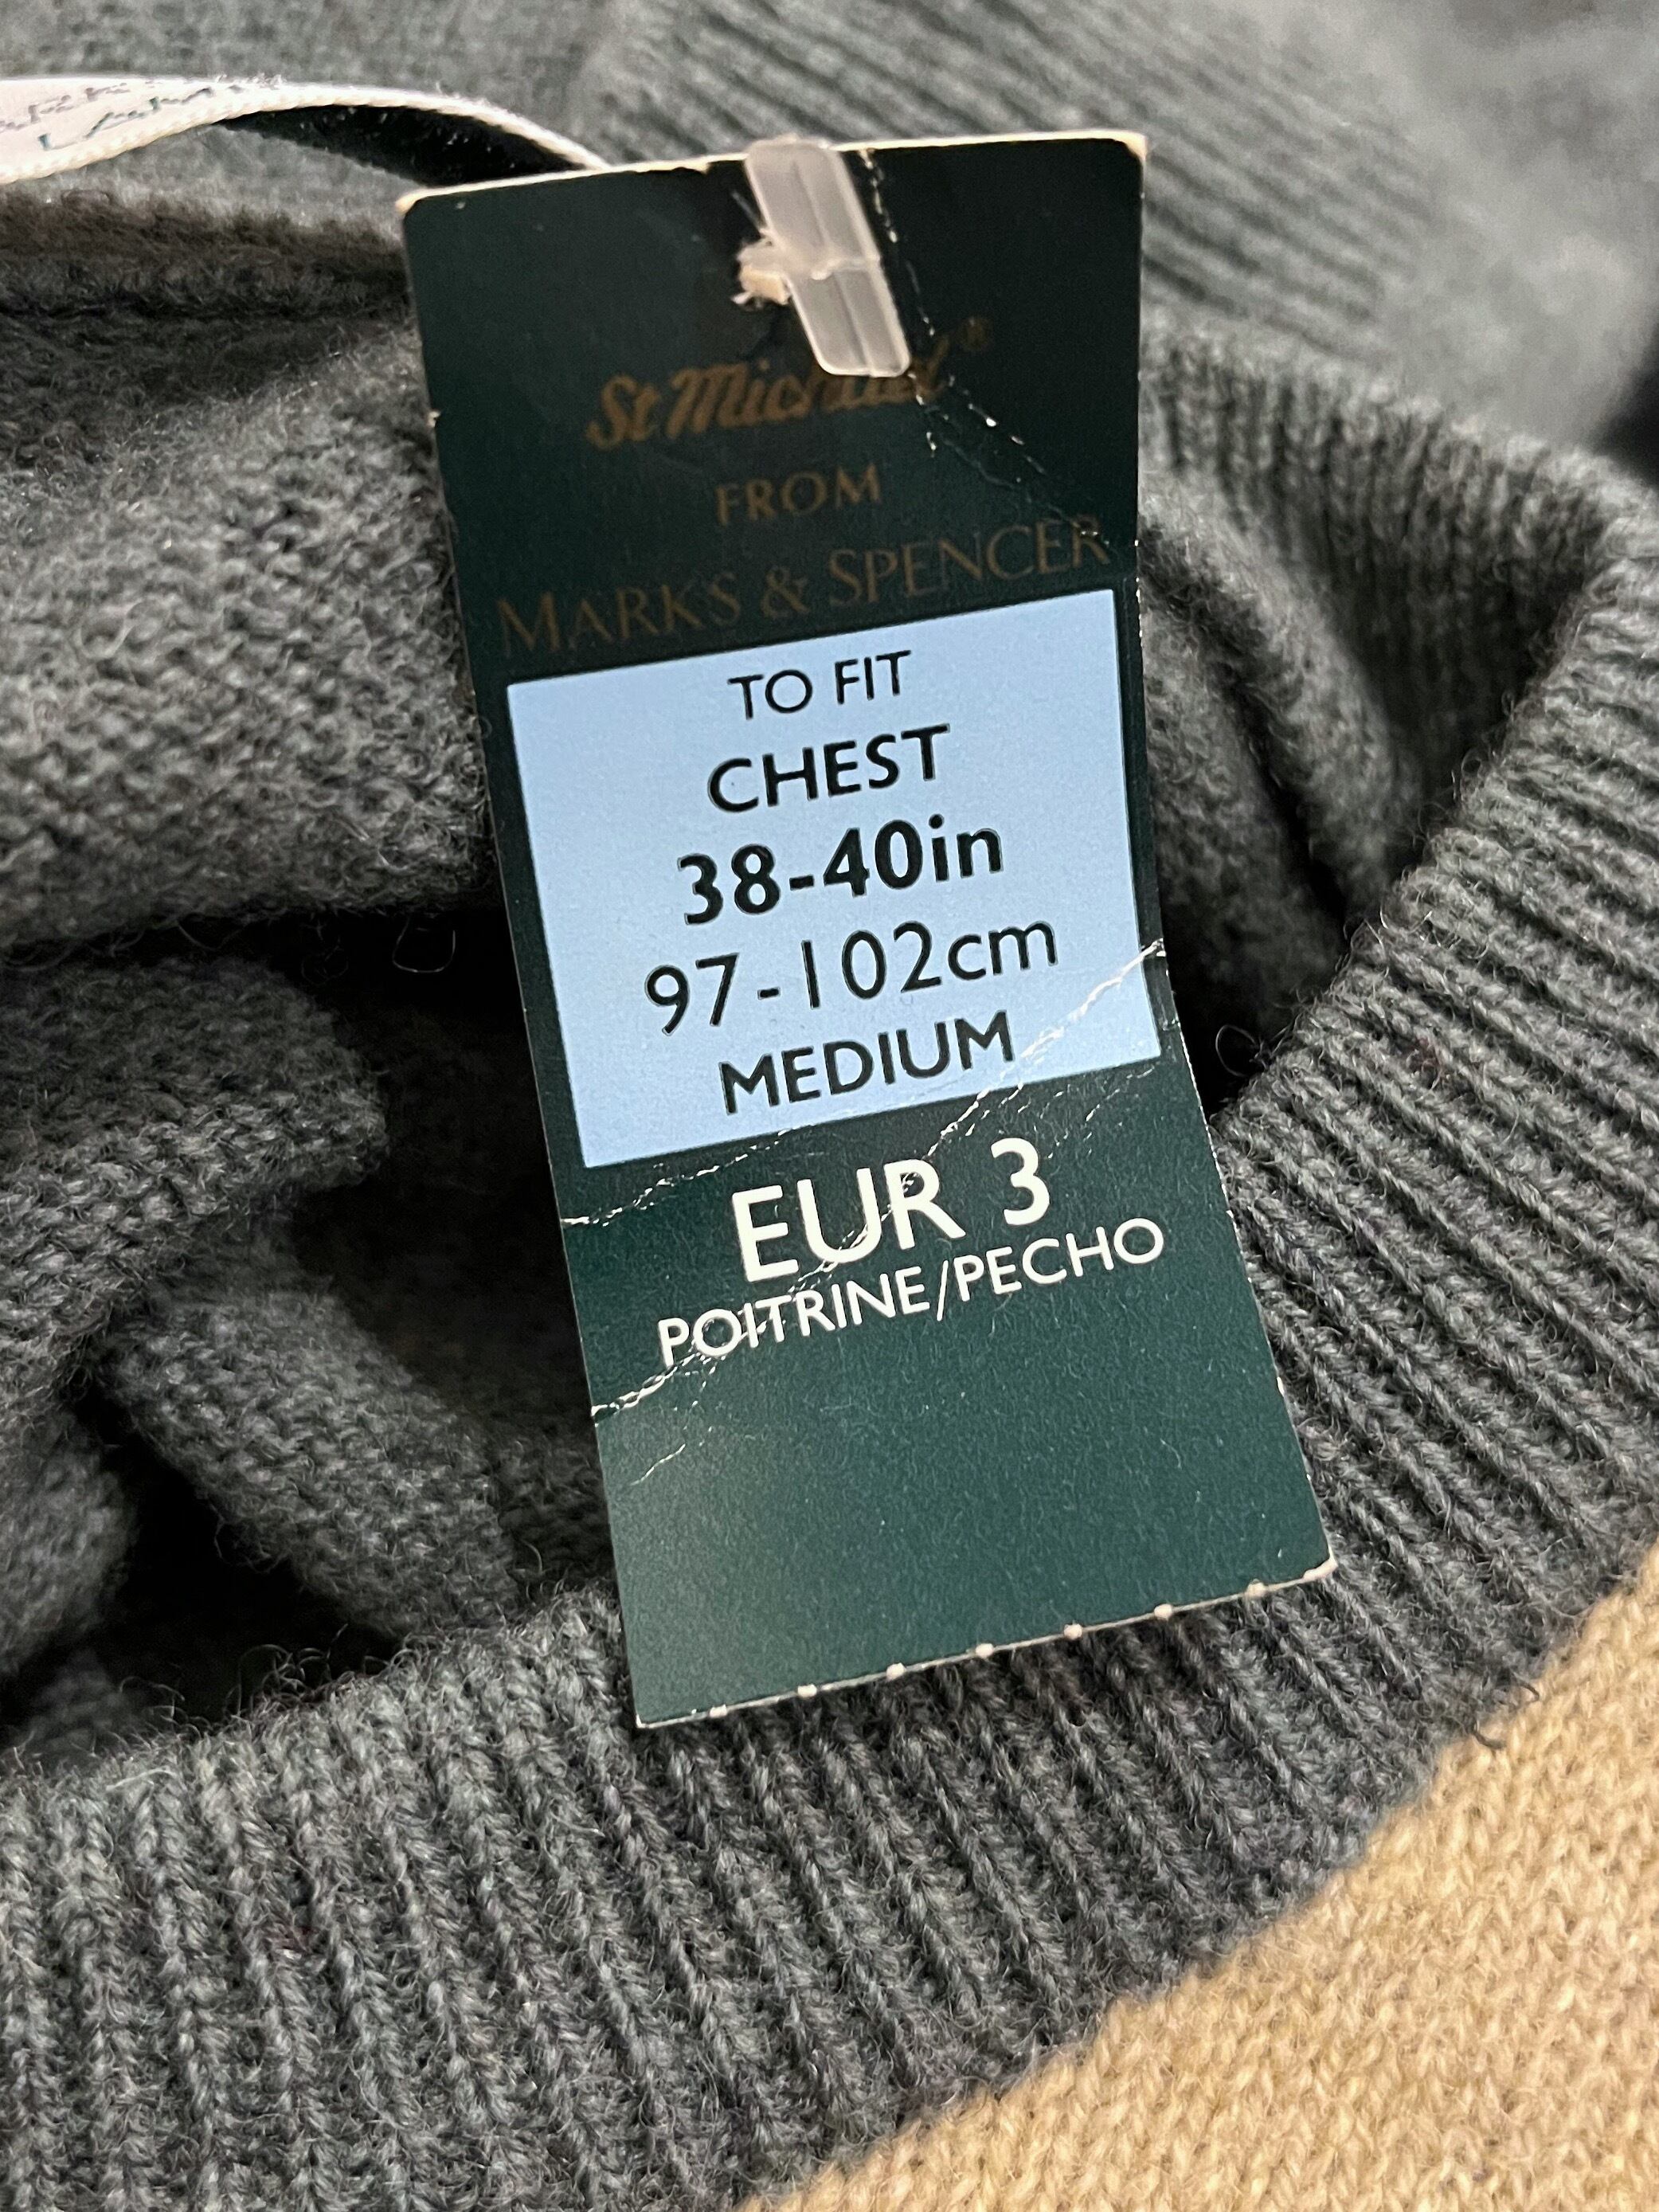 St Michael®
FROM
MARKS & SPENCER
TO FIT
CHEST
38-40in
97-102cm
MEDIUM
EUR 3
POITRINE/PECHO